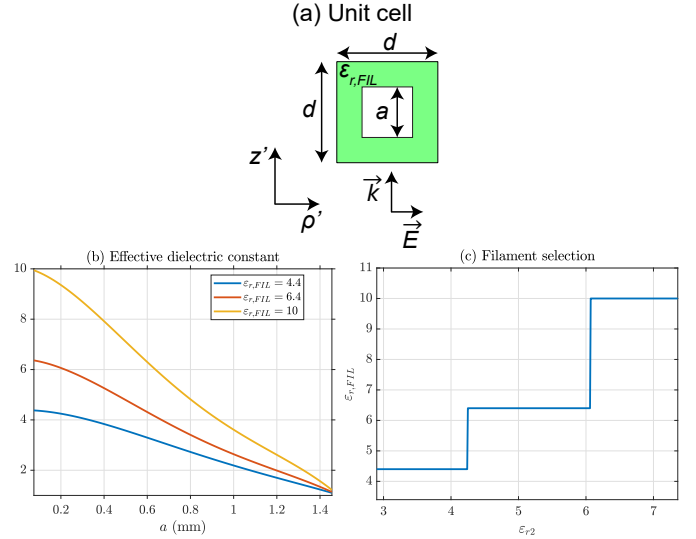 (a) Unit cell
d
ε_{r,FIL}
d
a
z'
k
ρ'
E
(b) Effective dielectric constant
10
8
6
4
2
0.2 0.4 0.6 0.8 1 1.2 1.4
a (mm)
ε_{r,FIL} = 4.4
ε_{r,FIL} = 6.4
ε_{r,FIL} = 10
(c) Filament selection
11
10
9
8
7
6
5
4
ε_{r,FIL}
3 4 5 6 7
ε_{r2}